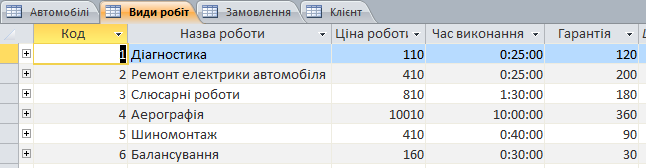 Автомобілі Види робіт Замовлення Клієнт
Код Назва роботи Ціна роботи Час виконання Гарантія
1 Діагностика 110 0:25:00 120
2 Ремонт електрики автомобіля 410 0:25:00 200
3 Слюсарні роботи 810 1:30:00 180
4 Аерографія 10010 10:00:00 360
5 Шиномонтаж 410 0:40:00 90
6 Балансування 160 0:30:00 30